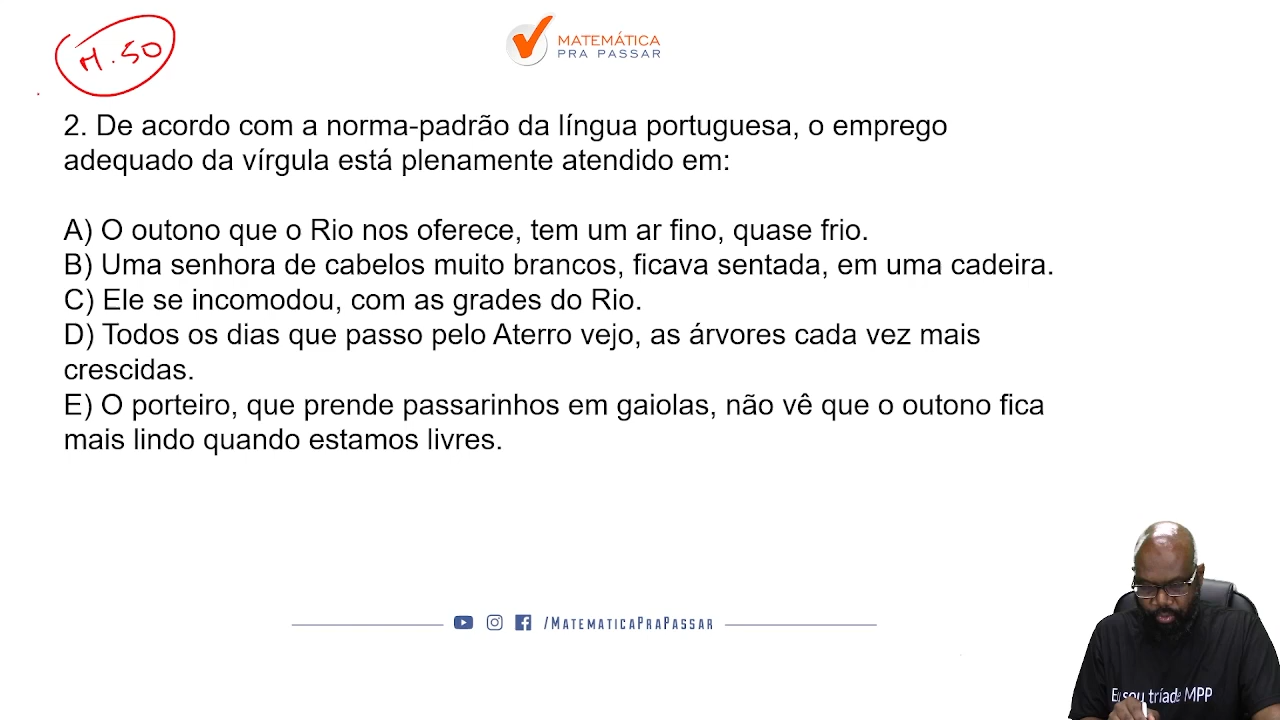 M.50
MATEMÁTICA
PRA PASSAR
2. De acordo com a norma-padrão da língua portuguesa, o emprego
adequado da vírgula está plenamente atendido em:
A) O outono que o Rio nos oferece, tem um ar fino, quase frio.
B) Uma senhora de cabelos muito brancos, ficava sentada, em uma cadeira.
C) Ele se incomodou, com as grades do Rio.
D) Todos os dias que passo pelo Aterro vejo, as árvores cada vez mais
crescidas.
E) O porteiro, que prende passarinhos em gaiolas, não vê que o outono fica
mais lindo quando estamos livres.
/MATEMATICAPRAPASSAR
Eu sou tríade MPP